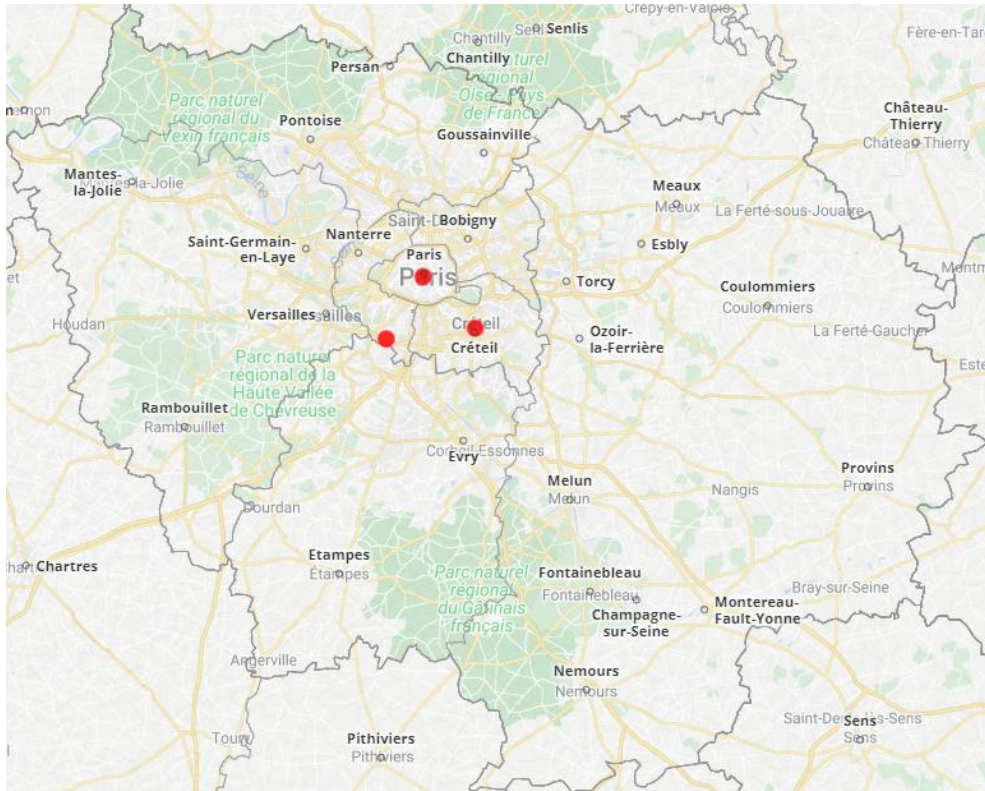 Crépy-en-Valois
Senlis
Chantilly
Chantilly
Fère-en-Tar
Persan
régional
Oise - Pays
de France
Parc naturel
régional du
Vexin français
Château-
Thierry
Château-Thierry
Pontoise
Goussainville
Mantes-
la-Jolie
Mantes-la-Jolie
Seine
Meaux
Meaux
La Ferté-sous-Jouarre
Bobigny
Nanterre
Saint-Germain-
en-Laye
Esbly
Paris
Paris
Torcy
Coulommiers
Coulommiers
Versailles
Houdan
Créteil
Créteil
Ozoir-
la-Ferrière
La Ferté-Gaucher
Este
Parc naturel
régional de la
Haute Vallée
de Chevreuse
Rambouillet
Rambouillet
Corbeil-Essonnes
Evry
Melun
Melun
Nangis
Provins
Provins
Dourdan
Etampes
Étampes
Chartres
Parc naturel
régional
du Gâtinais
français
Fontainebleau
Fontainebleau
Champagne-
sur-Seine
Bray-sur-Seine
Montereau-
Fault-Yonne
Angerville
Nemours
Nemours
Toury
Pithiviers
Pithiviers
Sens
Sens